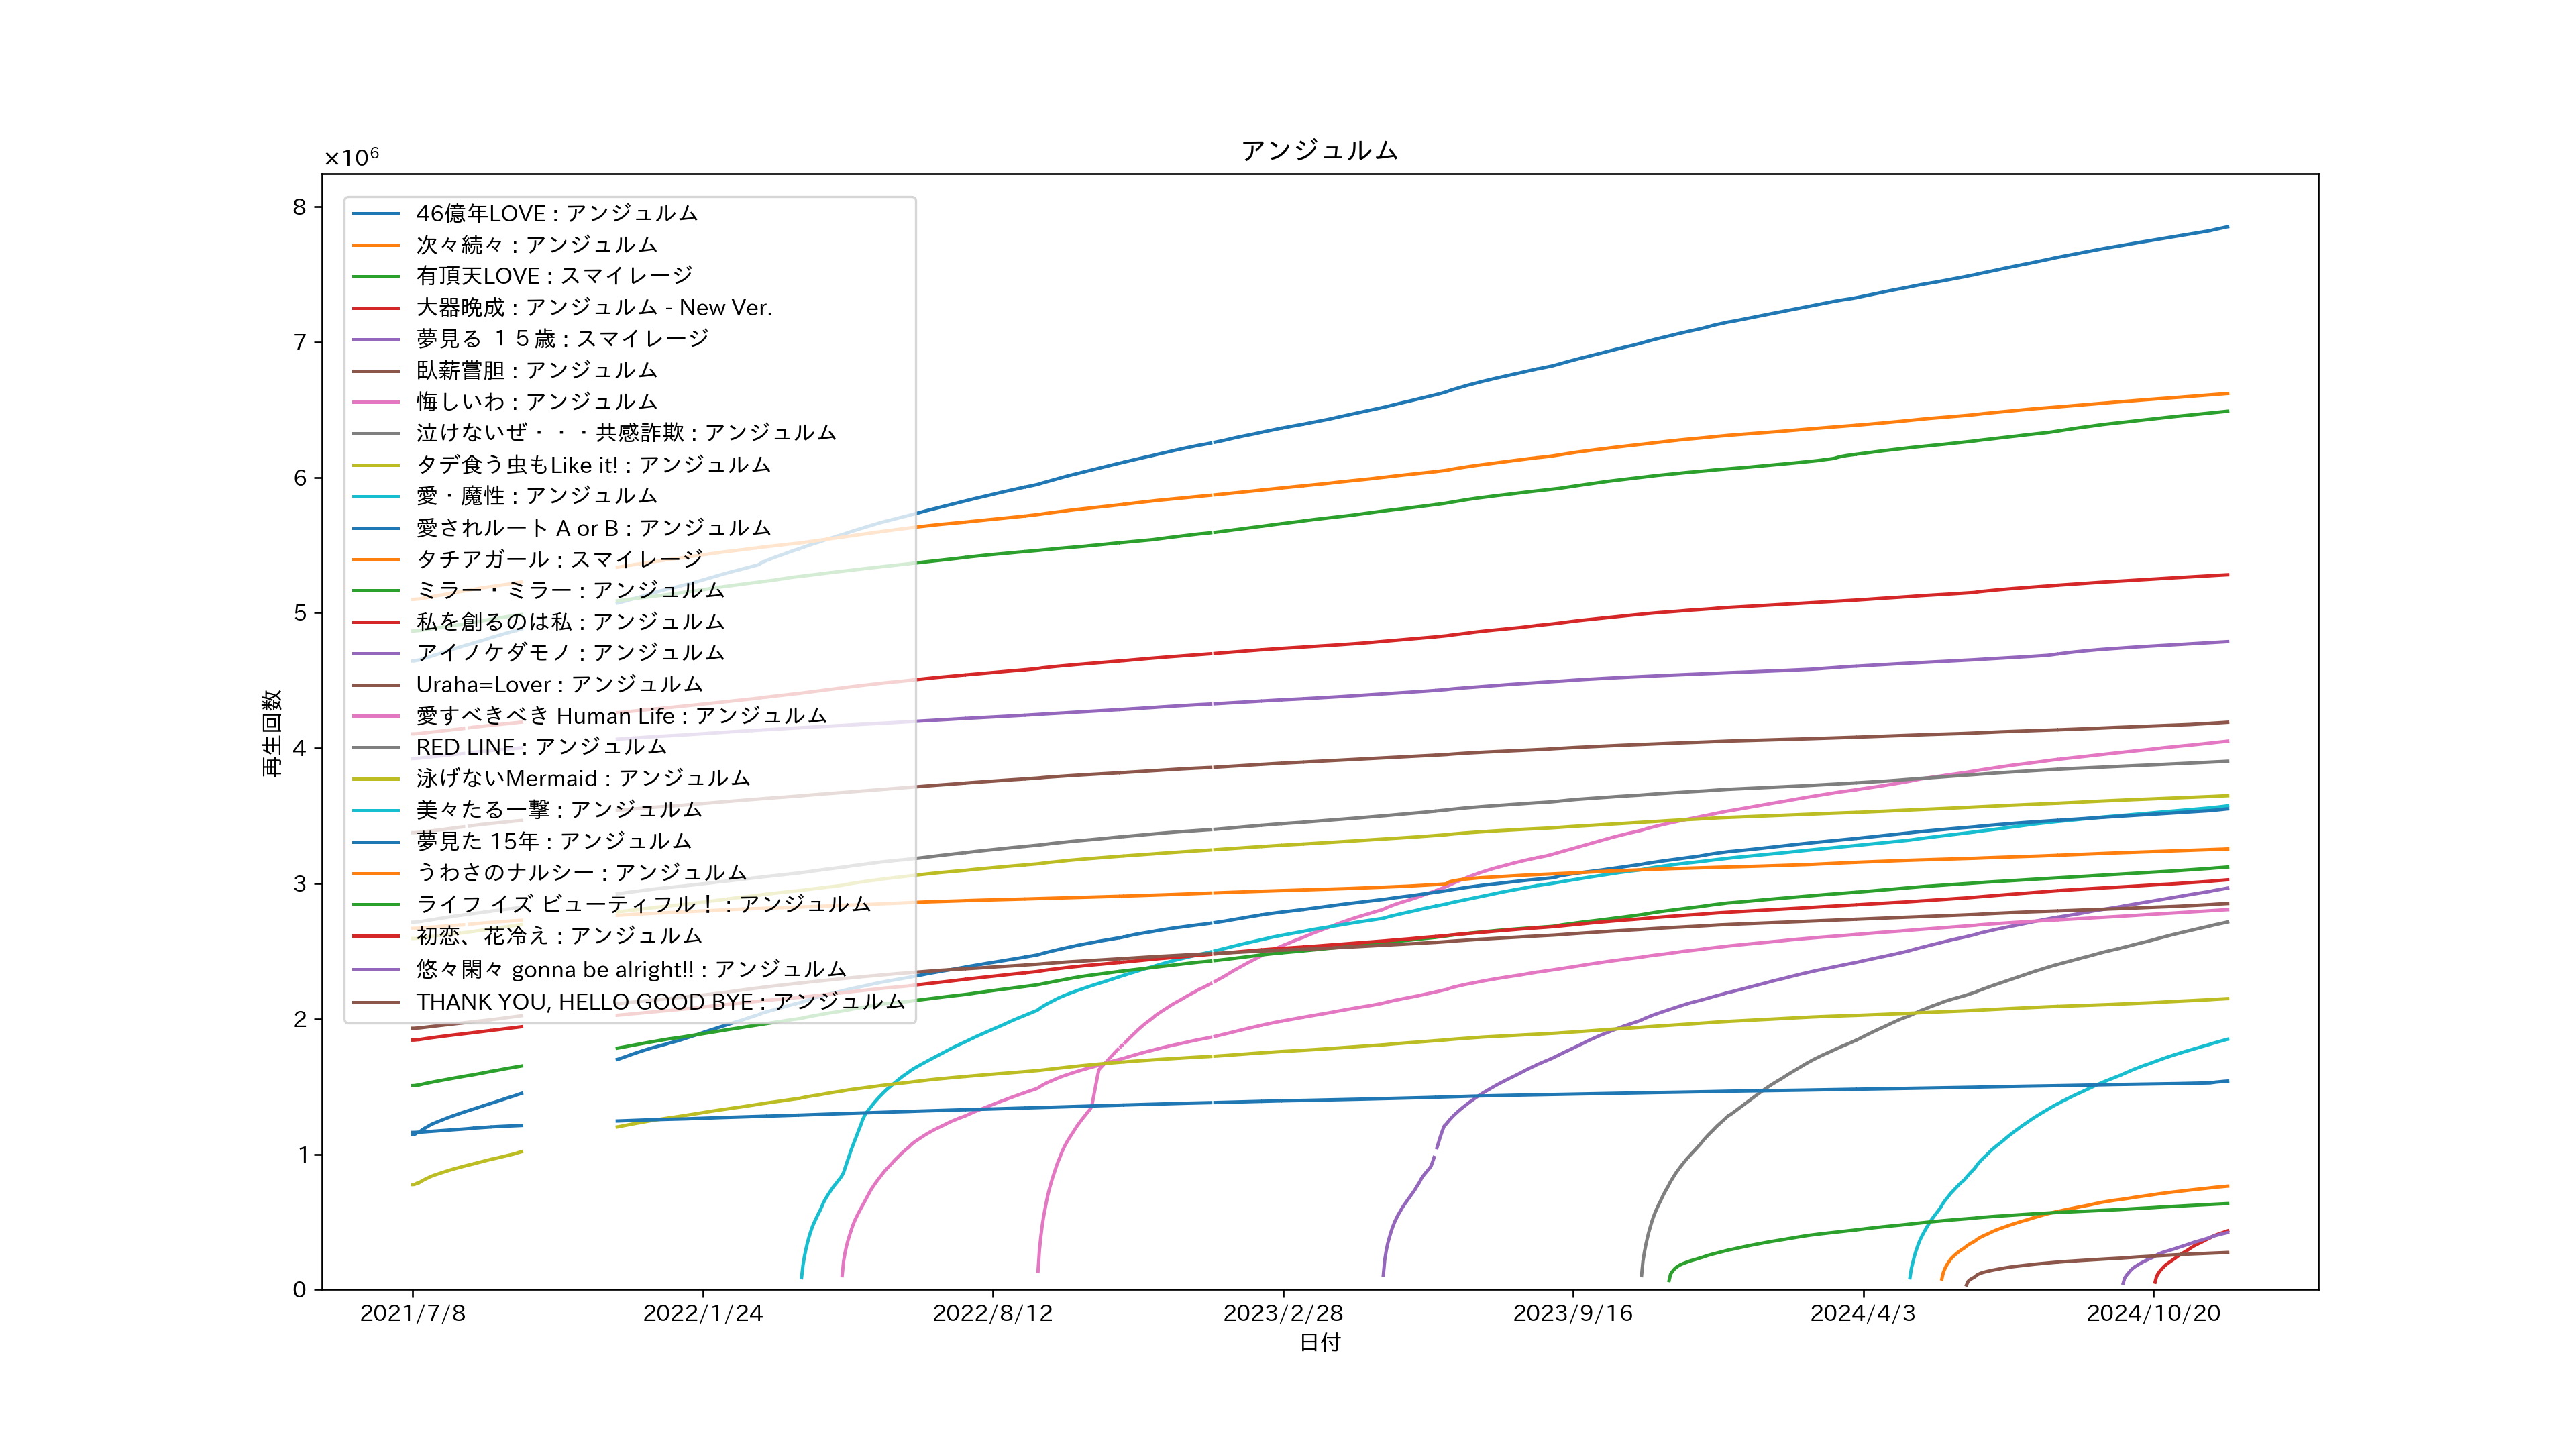 アンジュルム
×10⁶
8
7
6
5
4
3
2
1
0
再生回数
46億年LOVE : アンジュルム
次々続々 : アンジュルム
有頂天LOVE : スマイレージ
大器晩成 : アンジュルム - New Ver.
夢見る １５歳 : スマイレージ
臥薪嘗胆 : アンジュルム
悔しいわ : アンジュルム
泣けないぜ・・・共感詐欺 : アンジュルム
タデ食う虫もLike it! : アンジュルム
愛・魔性 : アンジュルム
愛されルート A or B : アンジュルム
タチアガール : スマイレージ
ミラー・ミラー : アンジュルム
私を創るのは私 : アンジュルム
アイノケダモノ : アンジュルム
Uraha=Lover : アンジュルム
愛すべきべき Human Life : アンジュルム
RED LINE : アンジュルム
泳げないMermaid : アンジュルム
美々たる一撃 : アンジュルム
夢見た 15年 : アンジュルム
うわさのナルシー : アンジュルム
ライフ イズ ビューティフル！ : アンジュルム
初恋、花冷え : アンジュルム
悠々閑々 gonna be alright!! : アンジュルム
THANK YOU, HELLO GOOD BYE : アンジュルム
2021/7/8 2022/1/24 2022/8/12 2023/2/28 2023/9/16 2024/4/3 2024/10/20
日付